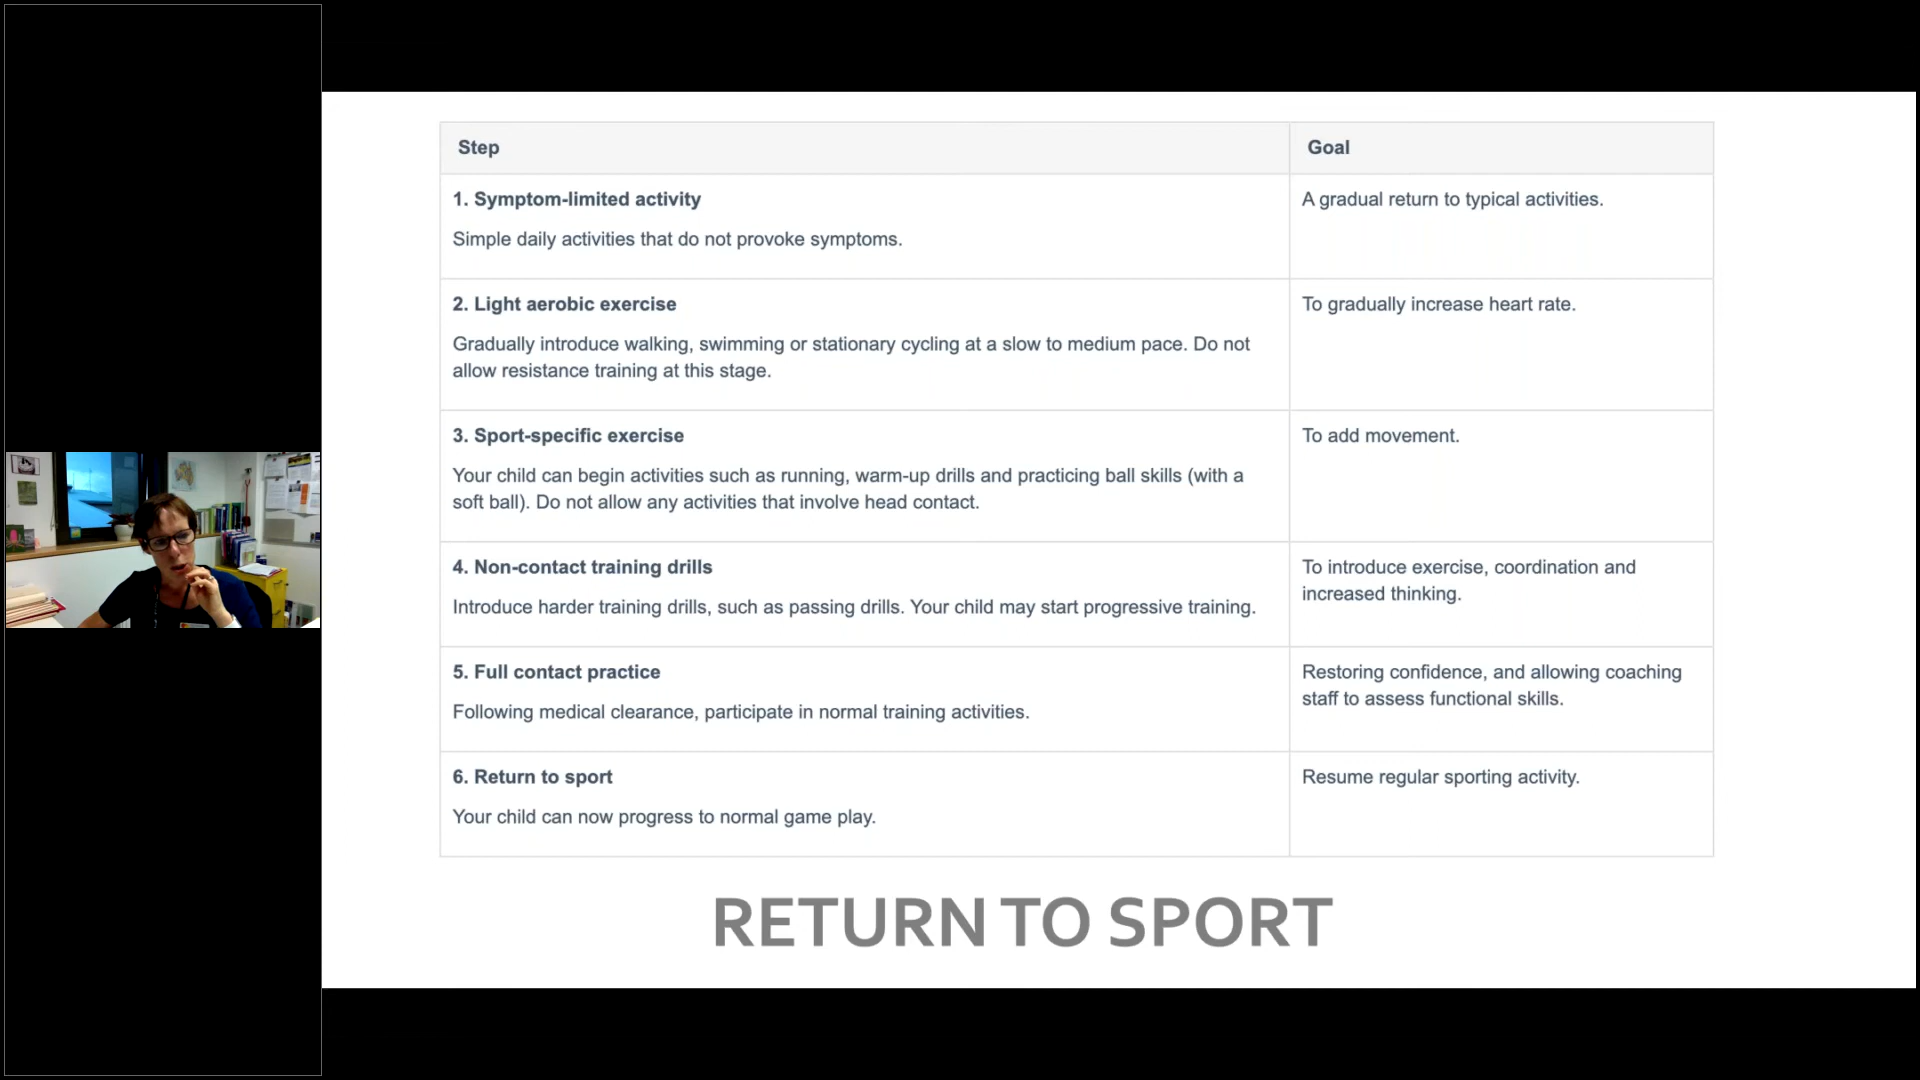 Step
Goal
1. Symptom-limited activity
Simple daily activities that do not provoke symptoms.
A gradual return to typical activities.
2. Light aerobic exercise
Gradually introduce walking, swimming or stationary cycling at a slow to medium pace. Do not
allow resistance training at this stage.
To gradually increase heart rate.
3. Sport-specific exercise
Your child can begin activities such as running, warm-up drills and practicing ball skills (with a
soft ball). Do not allow any activities that involve head contact.
To add movement.
4. Non-contact training drills
Introduce harder training drills, such as passing drills. Your child may start progressive training.
To introduce exercise, coordination and
increased thinking.
5. Full contact practice
Following medical clearance, participate in normal training activities.
Restoring confidence, and allowing coaching
staff to assess functional skills.
6. Return to sport
Your child can now progress to normal game play.
Resume regular sporting activity.
RETURN TO SPORT